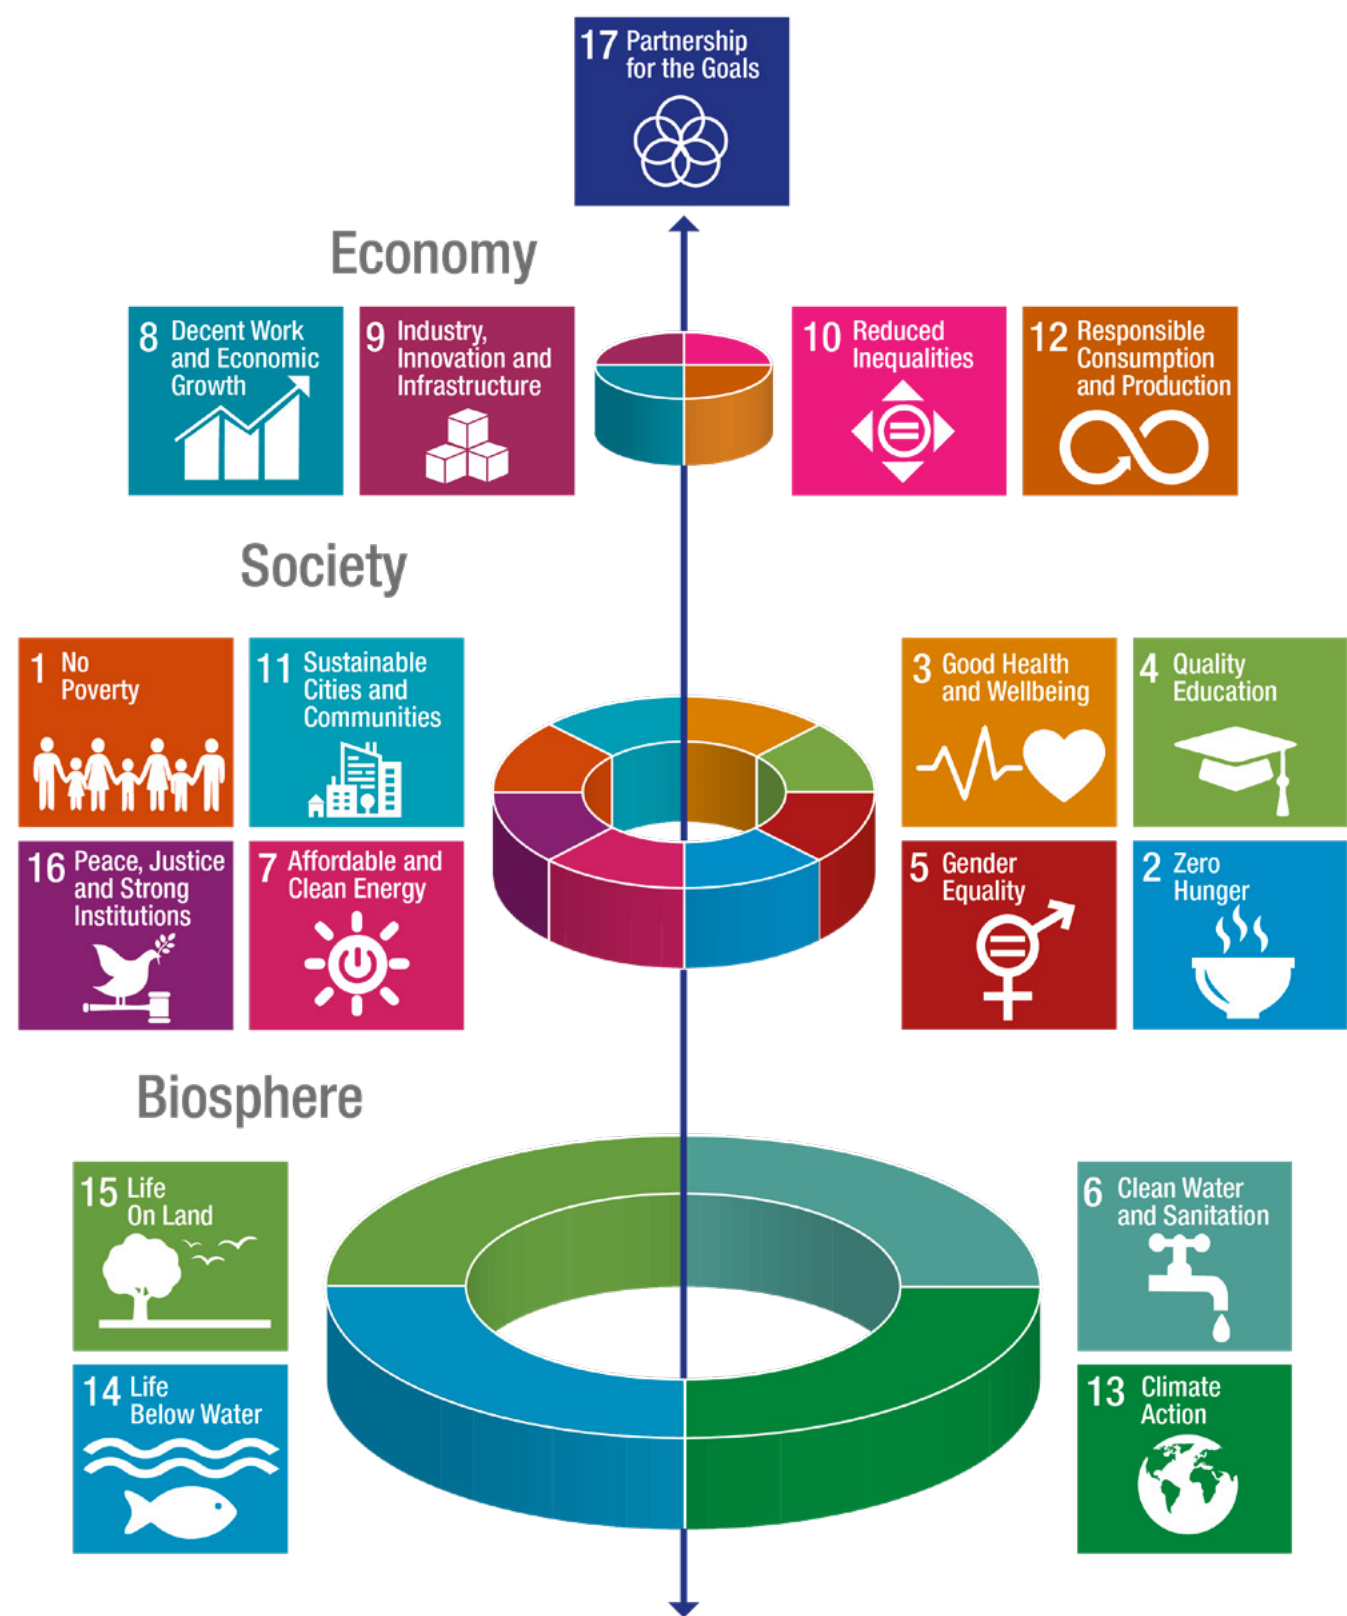 17 Partnership
for the Goals
Economy
8 Decent Work
and Economic
Growth
9 Industry,
Innovation and
Infrastructure
10 Reduced
Inequalities
12 Responsible
Consumption
and Production
Society
1 No
Poverty
11 Sustainable
Cities and
Communities
3 Good Health
and Wellbeing
4 Quality
Education
16 Peace, Justice
and Strong
Institutions
7 Affordable and
Clean Energy
5 Gender
Equality
2 Zero
Hunger
Biosphere
15 Life
On Land
6 Clean Water
and Sanitation
14 Life
Below Water
13 Climate
Action